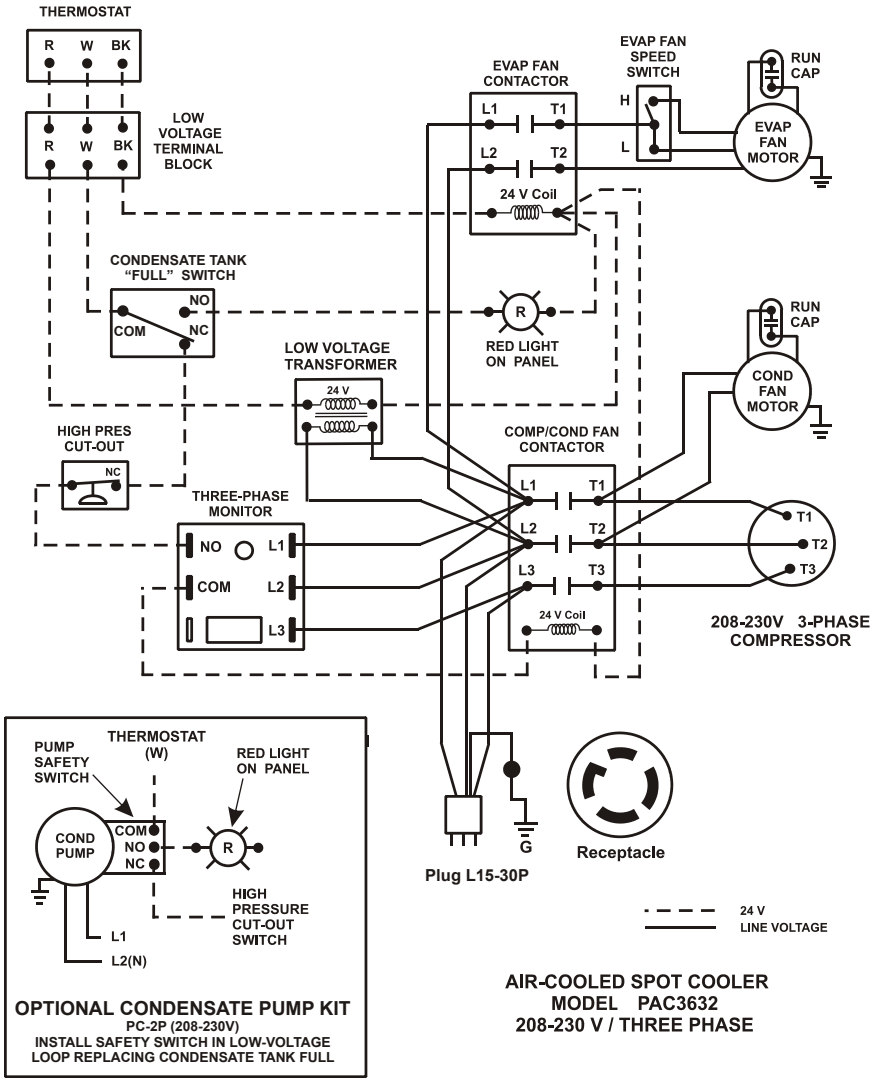 THERMOSTAT
R W BK
R W BK
LOW
VOLTAGE
TERMINAL
BLOCK
EVAP FAN
CONTACTOR
L1 T1
L2 T2
24 V Coil
EVAP FAN
SPEED
SWITCH
H
L
RUN
CAP
EVAP
FAN
MOTOR
CONDENSATE TANK
“FULL” SWITCH
NO
COM
NC
R
RED LIGHT
ON PANEL
RUN
CAP
COND
FAN
MOTOR
LOW VOLTAGE
TRANSFORMER
24 V
HIGH PRES
CUT-OUT
NC
THREE-PHASE
MONITOR
NO L1
COM L2
L3
COMP/COND FAN
CONTACTOR
L1 T1
L2 T2
L3 T3
24 V Coil
T1
T2
T3
208-230V 3-PHASE
COMPRESSOR
G
Plug L15-30P
Receptacle
24 V
LINE VOLTAGE
AIR-COOLED SPOT COOLER
MODEL PAC3632
208-230 V / THREE PHASE
THERMOSTAT
(W)
PUMP
SAFETY
SWITCH
RED LIGHT
ON PANEL
COND
PUMP
COM
NO
NC
R
HIGH
PRESSURE
CUT-OUT
SWITCH
L1
L2(N)
OPTIONAL CONDENSATE PUMP KIT
PC-2P (208-230V)
INSTALL SAFETY SWITCH IN LOW-VOLTAGE
LOOP REPLACING CONDENSATE TANK FULL